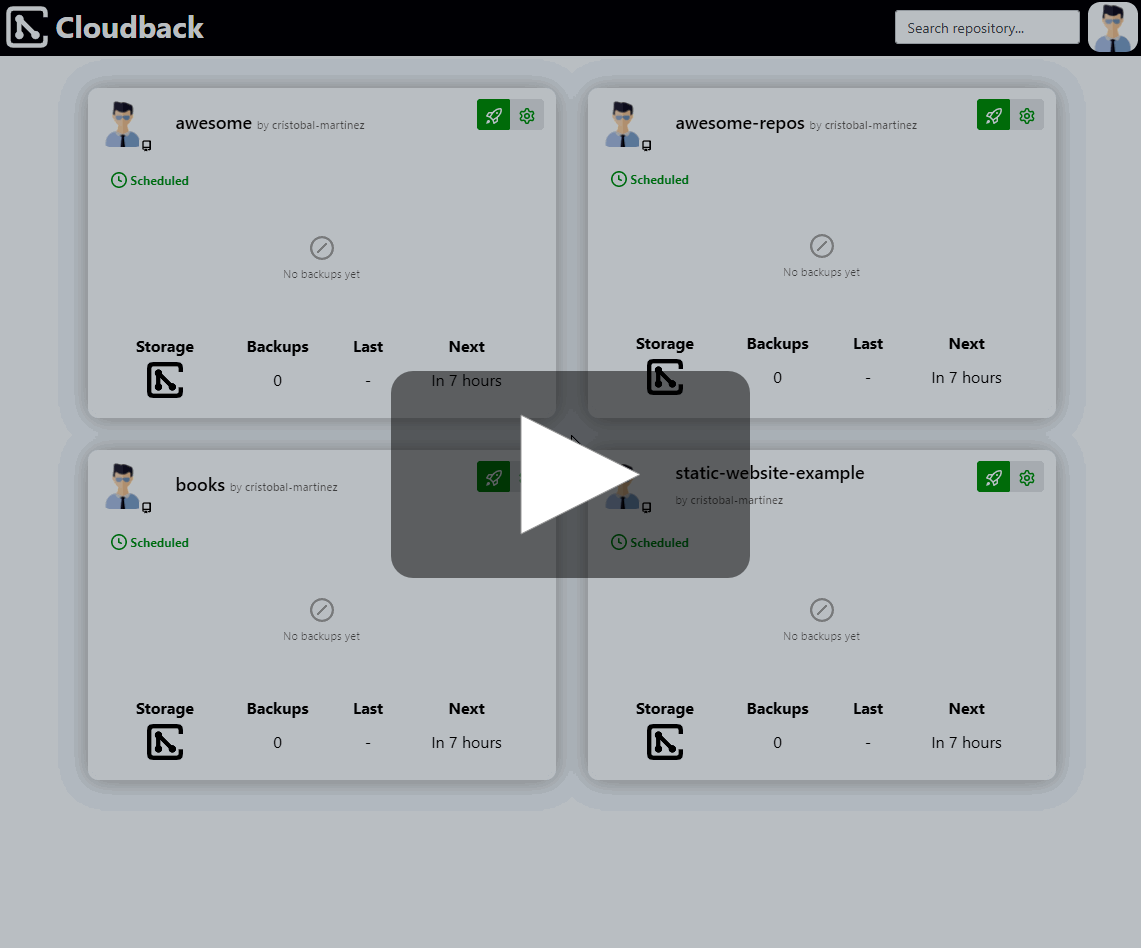 Cloudback
Search repository...
awesome by cristobal-martinez
Scheduled
No backups yet
Storage Backups Last Next
0 - In 7 hours
awesome-repos by cristobal-martinez
Scheduled
No backups yet
Storage Backups Last Next
0 - In 7 hours
books by cristobal-martinez
Scheduled
No backups yet
Storage Backups Last Next
0 - In 7 hours
static-website-example
by cristobal-martinez
Scheduled
No backups yet
Storage Backups Last Next
0 - In 7 hours